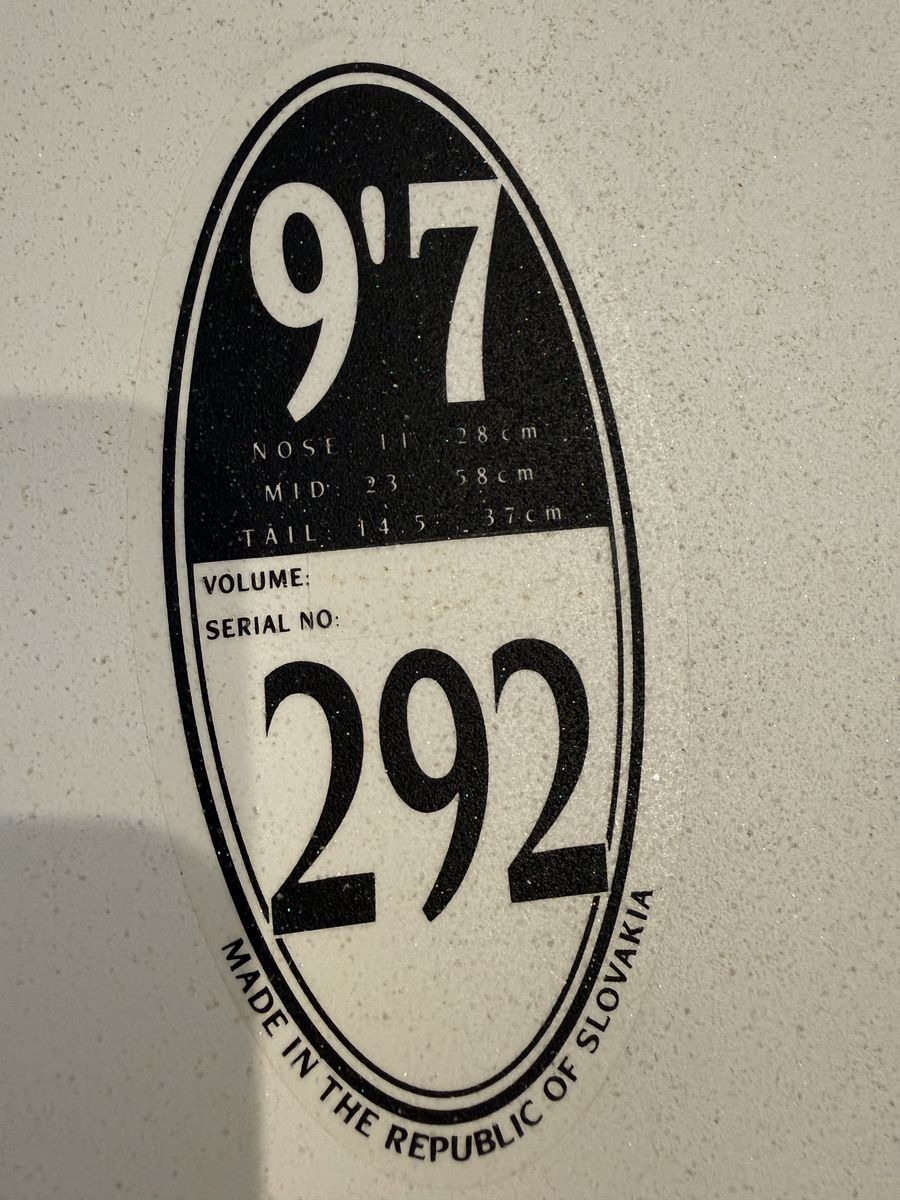 9'7
NOSE 11" 28cm
MID 23" 58cm
TAIL 14.5" 37cm
VOLUME:
SERIAL NO:
292
MADE IN THE REPUBLIC OF SLOVAKIA